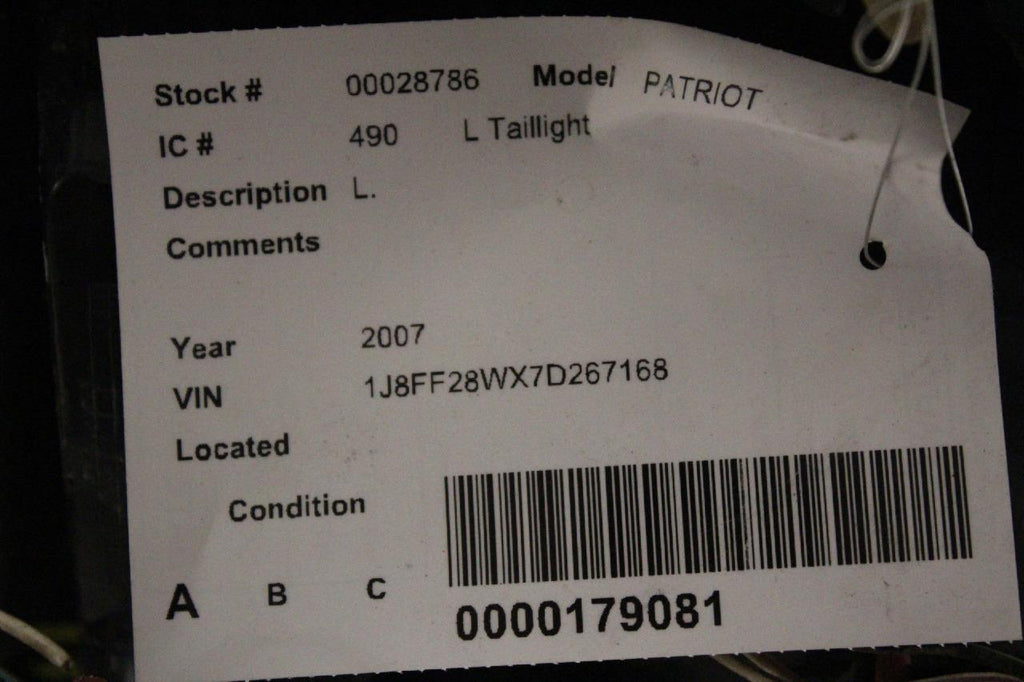 Stock # 00028786 Model PATRIOT
IC # 490 L Taillight
Description L.
Comments
Year 2007
VIN 1J8FF28WX7D267168
Located
Condition
A B C
0000179081